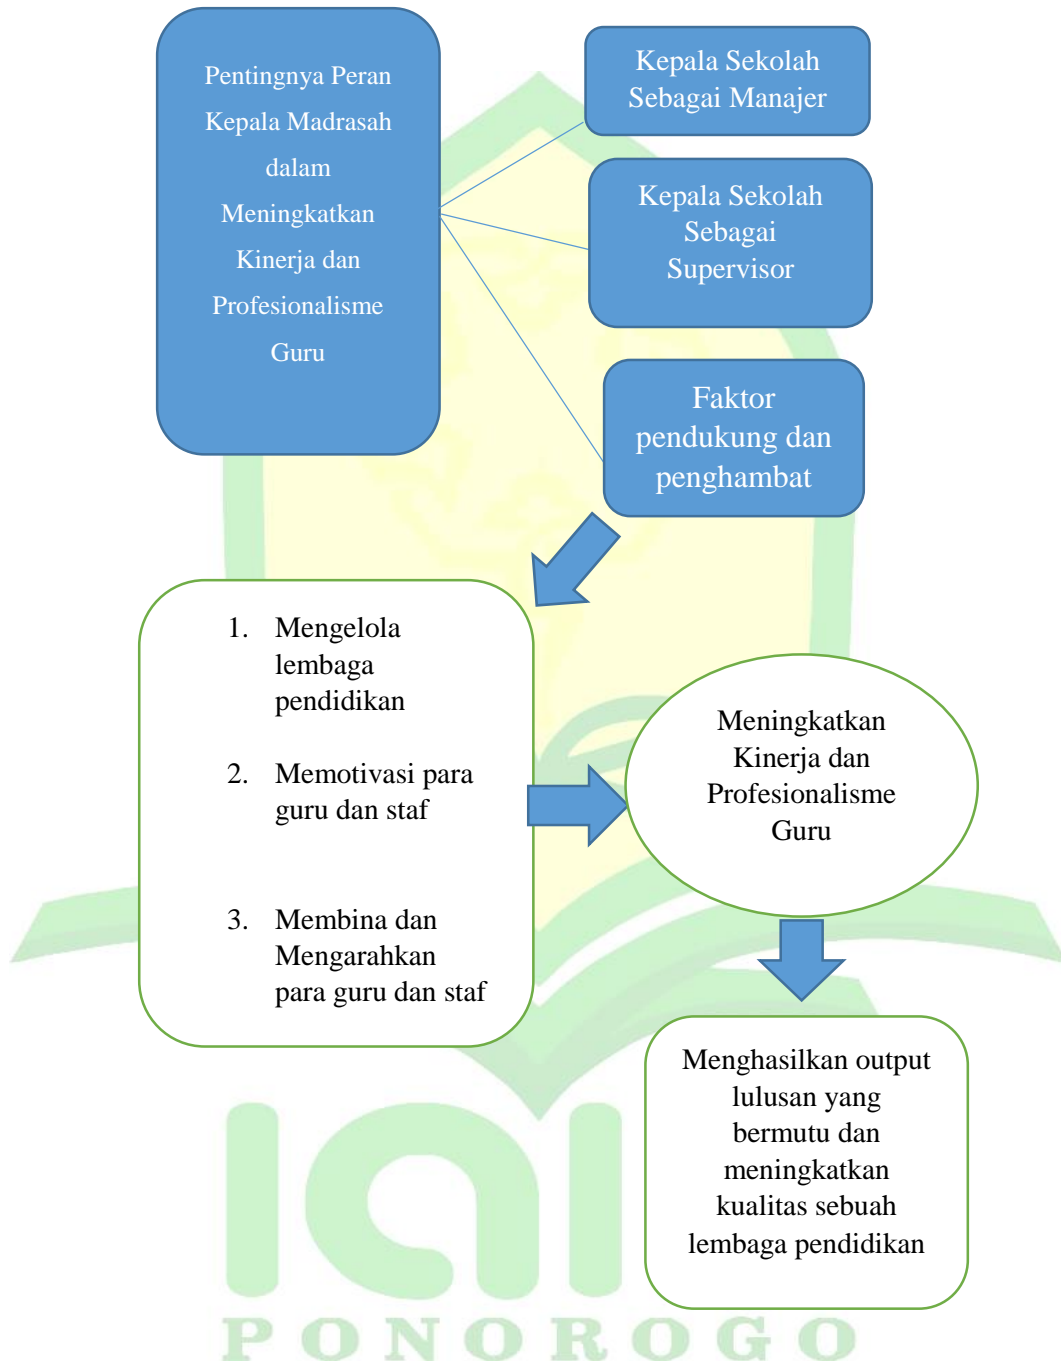 Pentingnya Peran
Kepala Madrasah
dalam
Meningkatkan
Kinerja dan
Profesionalisme
Guru
Kepala Sekolah
Sebagai Manajer
Kepala Sekolah
Sebagai
Supervisor
Faktor
pendukung dan
penghambat
1. Mengelola
lembaga
pendidikan
2. Memotivasi para
guru dan staf
3. Membina dan
Mengarahkan
para guru dan staf
Meningkatkan
Kinerja dan
Profesionalisme
Guru
Menghasilkan output
lulusan yang
bermutu dan
meningkatkan
kualitas sebuah
lembaga pendidikan
PONOROGO